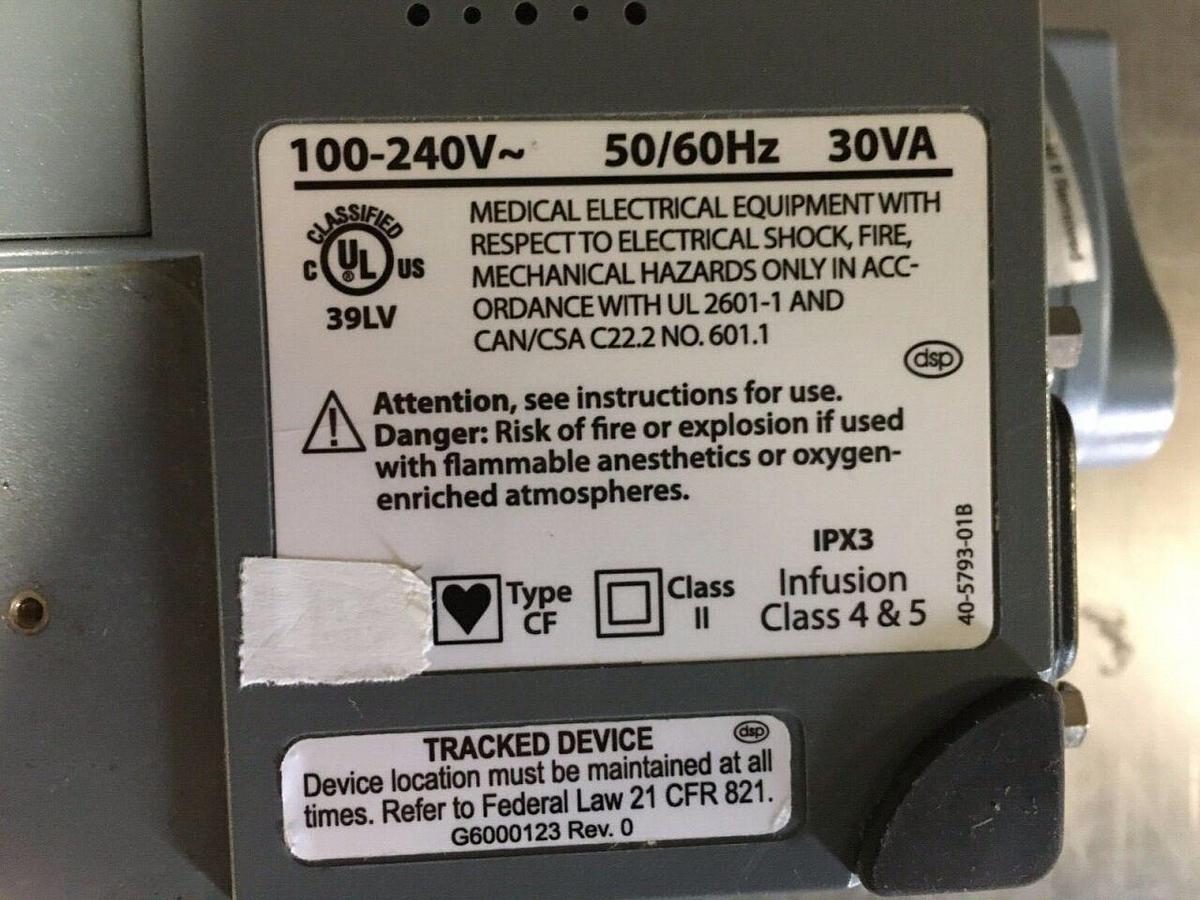 100-240V~ 50/60Hz 30VA
CLASSIFIED
C UL® US
39LV
MEDICAL ELECTRICAL EQUIPMENT WITH
RESPECT TO ELECTRICAL SHOCK, FIRE,
MECHANICAL HAZARDS ONLY IN ACC-
ORDANCE WITH UL 2601-1 AND
CAN/CSA C22.2 NO. 601.1
dsp
Attention, see instructions for use.
Danger: Risk of fire or explosion if used
with flammable anesthetics or oxygen-
enriched atmospheres.
Type
CF
Class
II
IPX3
Infusion
Class 4 & 5
40-5793-01B
TRACKED DEVICE
dsp
Device location must be maintained at all
times. Refer to Federal Law 21 CFR 821.
G6000123 Rev. 0